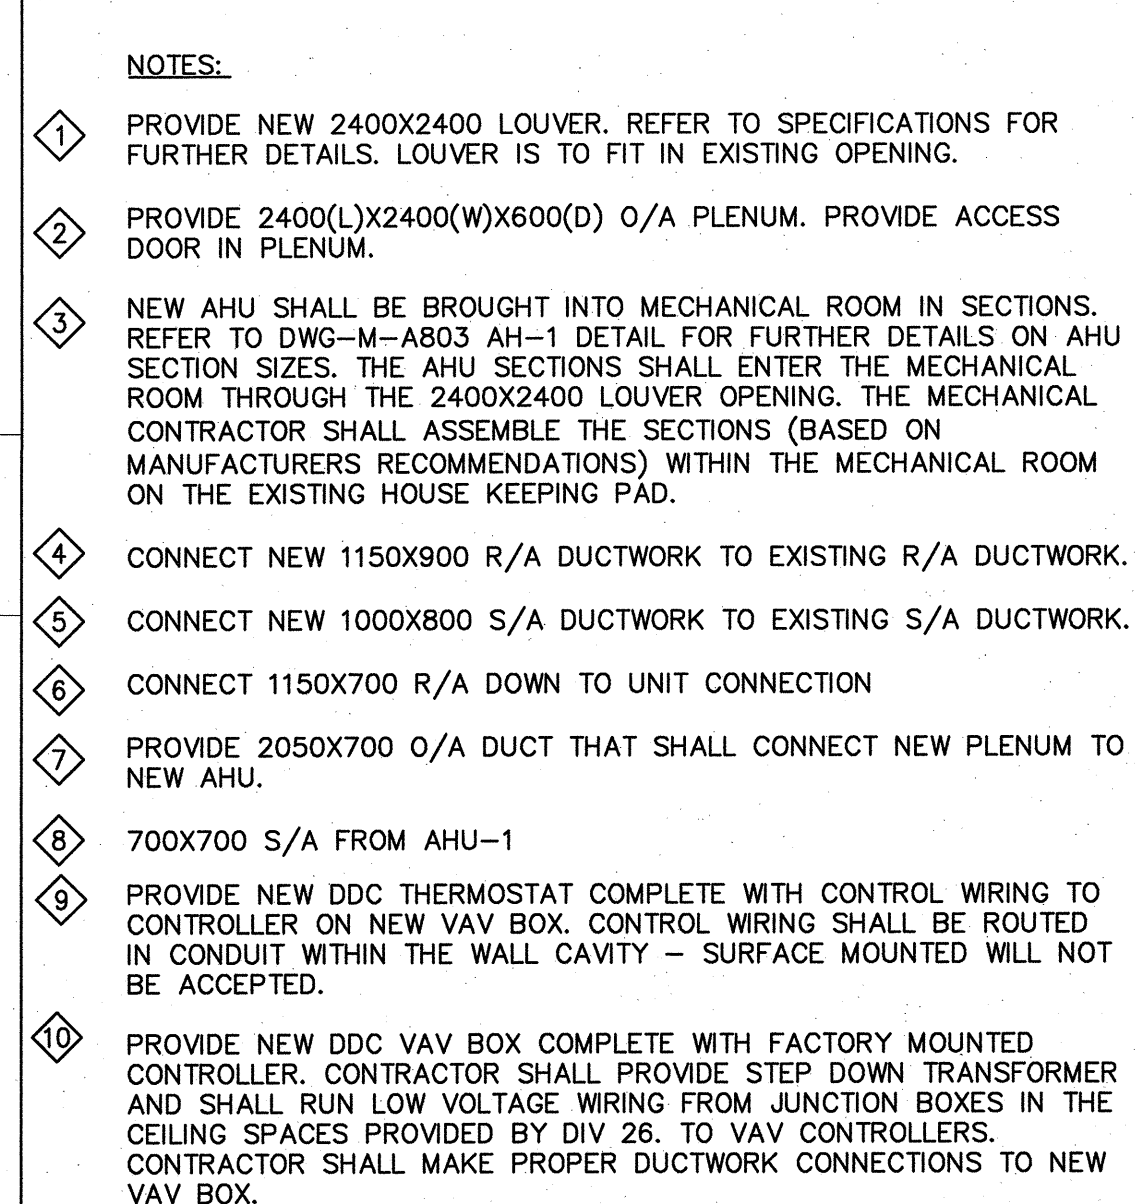 NOTES:
1 PROVIDE NEW 2400X2400 LOUVER. REFER TO SPECIFICATIONS FOR
FURTHER DETAILS. LOUVER IS TO FIT IN EXISTING OPENING.
2 PROVIDE 2400(L)X2400(W)X600(D) O/A PLENUM. PROVIDE ACCESS
DOOR IN PLENUM.
3 NEW AHU SHALL BE BROUGHT INTO MECHANICAL ROOM IN SECTIONS.
REFER TO DWG-M-A803 AH-1 DETAIL FOR FURTHER DETAILS ON AHU
SECTION SIZES. THE AHU SECTIONS SHALL ENTER THE MECHANICAL
ROOM THROUGH THE 2400X2400 LOUVER OPENING. THE MECHANICAL
CONTRACTOR SHALL ASSEMBLE THE SECTIONS (BASED ON
MANUFACTURERS RECOMMENDATIONS) WITHIN THE MECHANICAL ROOM
ON THE EXISTING HOUSE KEEPING PAD.
4 CONNECT NEW 1150X900 R/A DUCTWORK TO EXISTING R/A DUCTWORK.
5 CONNECT NEW 1000X800 S/A DUCTWORK TO EXISTING S/A DUCTWORK.
6 CONNECT 1150X700 R/A DOWN TO UNIT CONNECTION
7 PROVIDE 2050X700 O/A DUCT THAT SHALL CONNECT NEW PLENUM TO
NEW AHU.
8 700X700 S/A FROM AHU-1
9 PROVIDE NEW DDC THERMOSTAT COMPLETE WITH CONTROL WIRING TO
CONTROLLER ON NEW VAV BOX. CONTROL WIRING SHALL BE ROUTED
IN CONDUIT WITHIN THE WALL CAVITY – SURFACE MOUNTED WILL NOT
BE ACCEPTED.
10 PROVIDE NEW DDC VAV BOX COMPLETE WITH FACTORY MOUNTED
CONTROLLER. CONTRACTOR SHALL PROVIDE STEP DOWN TRANSFORMER
AND SHALL RUN LOW VOLTAGE WIRING FROM JUNCTION BOXES IN THE
CEILING SPACES PROVIDED BY DIV 26. TO VAV CONTROLLERS.
CONTRACTOR SHALL MAKE PROPER DUCTWORK CONNECTIONS TO NEW
VAV BOX.